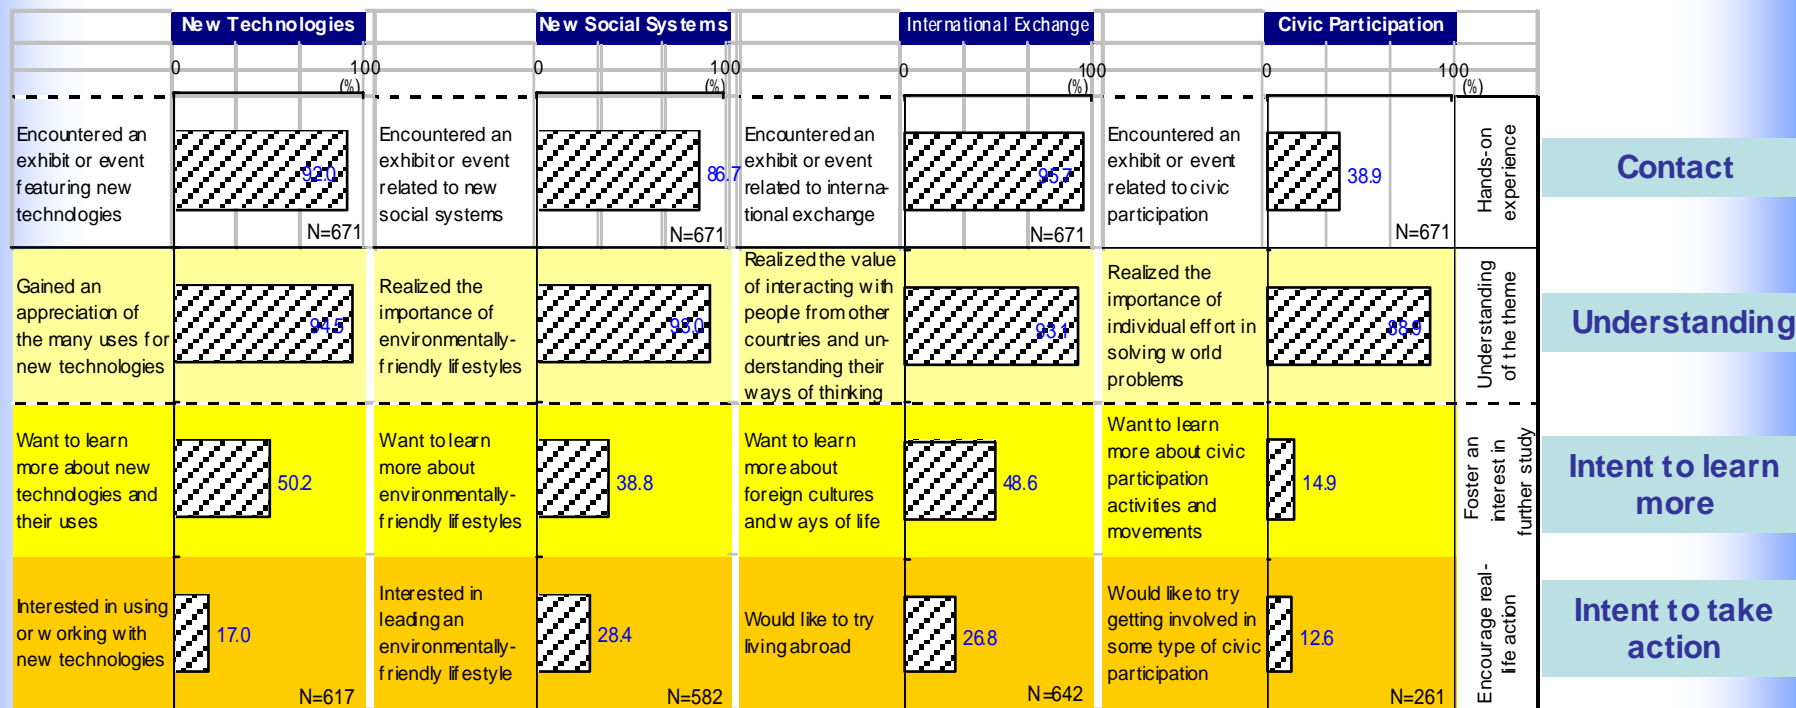 New Technologies
New Social Systems
International Exchange
Civic Participation
0
100
(%)
0
100
(%)
0
100
(%)
0
100
(%)
Encountered an
exhibit or event
featuring new
technologies
92.0
N=671
Encountered an
exhibit or event
related to new
social systems
86.7
N=671
Encountered an
exhibit or event
related to interna-
tional exchange
95.7
N=671
Encountered an
exhibit or event
related to civic
participation
38.9
N=671
Hands-on
experience
Contact
Gained an
appreciation of
the many uses for
new technologies
94.5
Realized the
importance of
environmentally-
friendly lifestyles
93.0
Realized the value
of interacting with
people from other
countries and un-
derstanding their
ways of thinking
93.1
Realized the
importance of
individual effort in
solving world
problems
88.9
Understanding
of the theme
Understanding
Want to learn
more about new
technologies and
their uses
50.2
Want to learn
more about
environmentally-
friendly lifestyles
38.8
Want to learn
more about
foreign cultures
and ways of life
48.6
Want to learn
more about civic
participation
activities and
movements
14.9
Foster an
interest in
further study
Intent to learn
more
Interested in using
or working with
new technologies
17.0
N=617
Interested in
leading an
environmentally-
friendly lifestyle
28.4
N=582
Would like to try
living abroad
26.8
N=642
Would like to try
getting involved in
some type of civic
participation
12.6
N=261
Encourage real-
life action
Intent to take
action